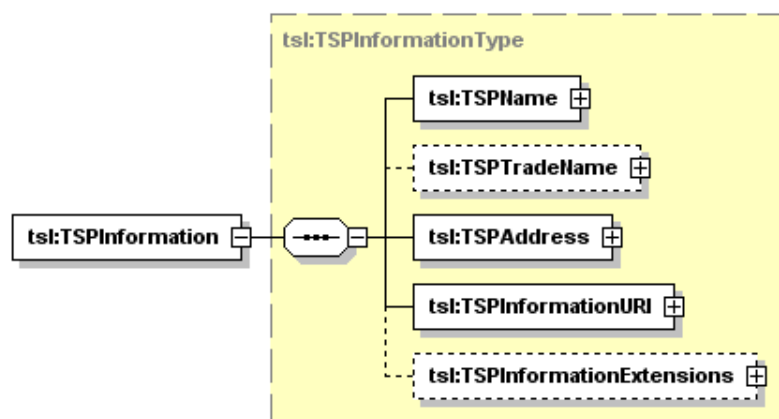 tsl:TSPInformationType
tsl:TSPName
tsl:TSPTradeName
tsl:TSPInformation
tsl:TSPAddress
tsl:TSPInformationURI
tsl:TSPInformationExtensions